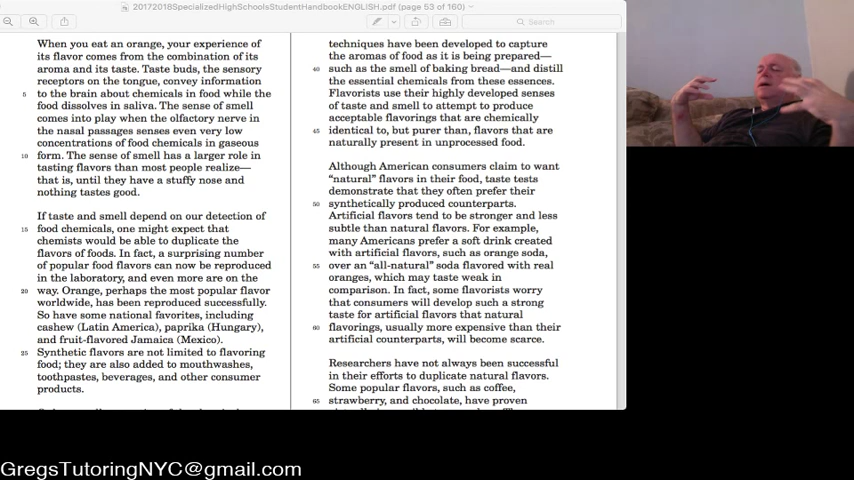 20172018SpecializedHighSchoolsStudentHandbookENGLISH.pdf (page 53 of 160)
Search
When you eat an orange, your experience of
its flavor comes from the combination of its
aroma and its taste. Taste buds, the sensory
receptors on the tongue, convey information
5 to the brain about chemicals in food while the
food dissolves in saliva. The sense of smell
comes into play when the olfactory nerve in
the nasal passages senses even very low
concentrations of food chemicals in gaseous
10 form. The sense of smell has a larger role in
tasting flavors than most people realize—
that is, until they have a stuffy nose and
nothing tastes good.
If taste and smell depend on our detection of
15 food chemicals, one might expect that
chemists would be able to duplicate the
flavors of foods. In fact, a surprising number
of popular food flavors can now be reproduced
in the laboratory, and even more are on the
20 way. Orange, perhaps the most popular flavor
worldwide, has been reproduced successfully.
So have some national favorites, including
cashew (Latin America), paprika (Hungary),
and fruit-flavored Jamaica (Mexico).
25 Synthetic flavors are not limited to flavoring
food; they are also added to mouthwashes,
toothpastes, beverages, and other consumer
products.
techniques have been developed to capture
the aromas of food as it is being prepared—
40 such as the smell of baking bread—and distill
the essential chemicals from these essences.
Flavorists use their highly developed senses
of taste and smell to attempt to produce
acceptable flavorings that are chemically
45 identical to, but purer than, flavors that are
naturally present in unprocessed food.
Although American consumers claim to want
“natural” flavors in their food, taste tests
demonstrate that they often prefer their
50 synthetically produced counterparts.
Artificial flavors tend to be stronger and less
subtle than natural flavors. For example,
many Americans prefer a soft drink created
with artificial flavors, such as orange soda,
55 over an “all-natural” soda flavored with real
oranges, which may taste weak in
comparison. In fact, some flavorists worry
that consumers will develop such a strong
taste for artificial flavors that natural
60 flavorings, usually more expensive than their
artificial counterparts, will become scarce.
Researchers have not always been successful
in their efforts to duplicate natural flavors.
Some popular flavors, such as coffee,
65 strawberry, and chocolate, have proven
GregsTutoringNYC@gmail.com